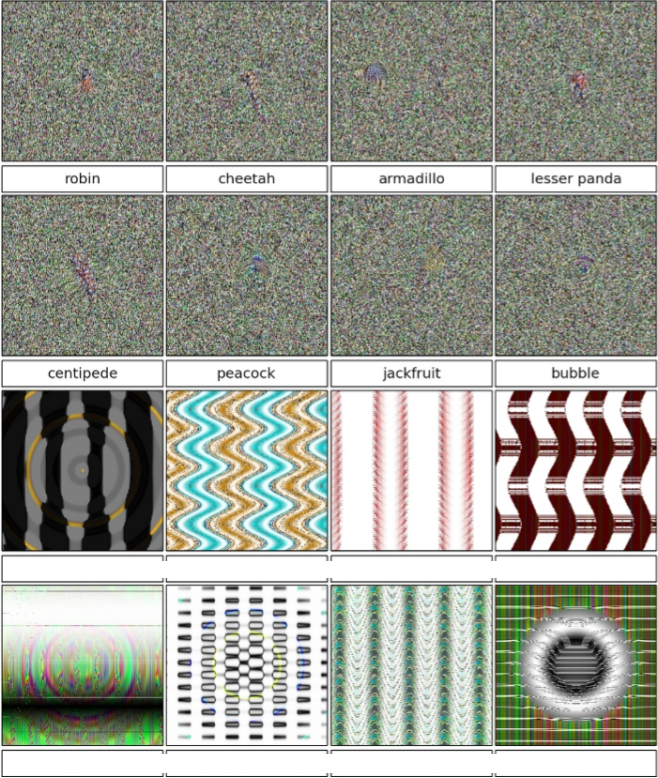 robin
cheetah
armadillo
lesser panda
centipede
peacock
jackfruit
bubble